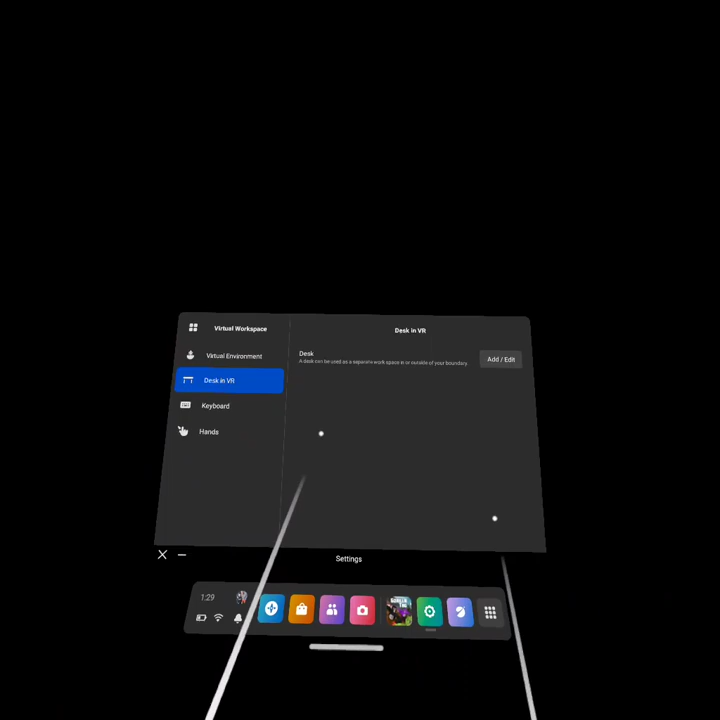 Virtual Workspace
Virtual Environment
Desk in VR
Keyboard
Hands
Desk in VR
Desk
A desk can be used as a separate work space in or outside of your boundary.
Add / Edit
Settings
1:29